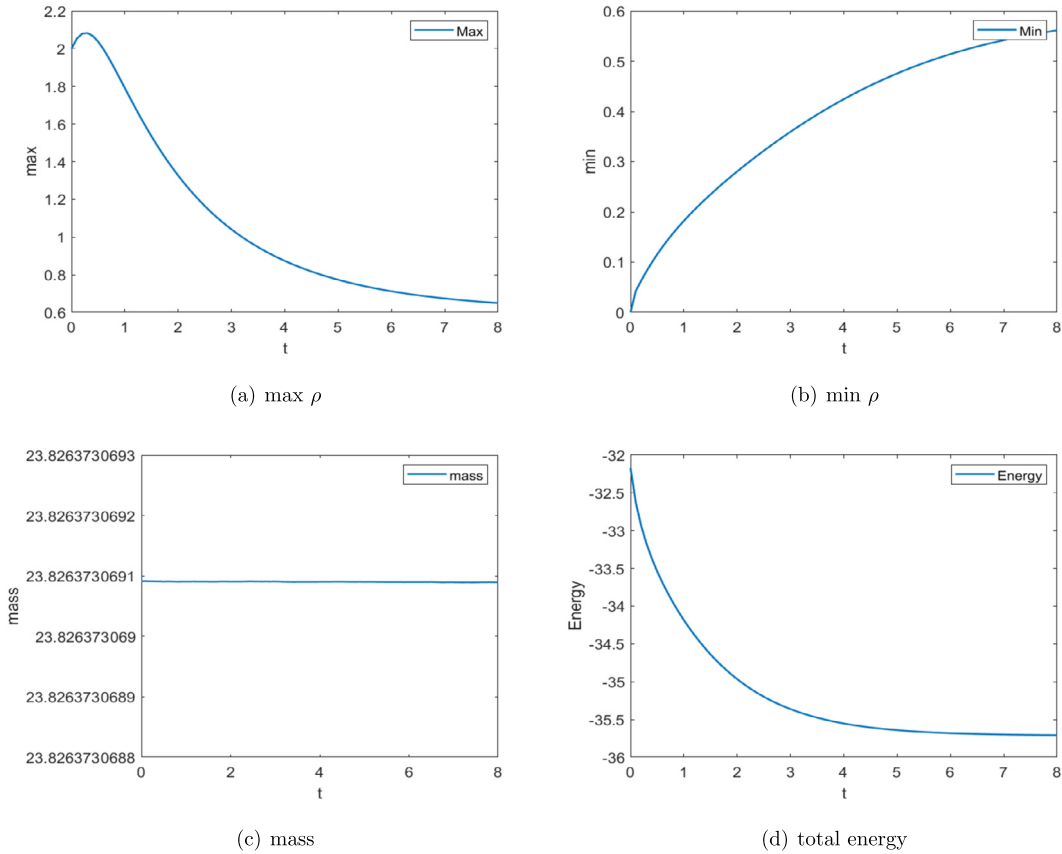 2.2
2
1.8
1.6
1.4
1.2
1
0.8
0.6
max
Max
0 1 2 3 4 5 6 7 8
t
(a) max ρ
0.6
0.5
0.4
0.3
0.2
0.1
0
min
Min
0 1 2 3 4 5 6 7 8
t
(b) min ρ
23.8263730693
23.8263730692
23.8263730691
23.826373069
23.8263730689
23.8263730688
mass
mass
0 2 4 6 8
t
(c) mass
-32
-32.5
-33
-33.5
-34
-34.5
-35
-35.5
-36
Energy
Energy
0 1 2 3 4 5 6 7 8
t
(d) total energy